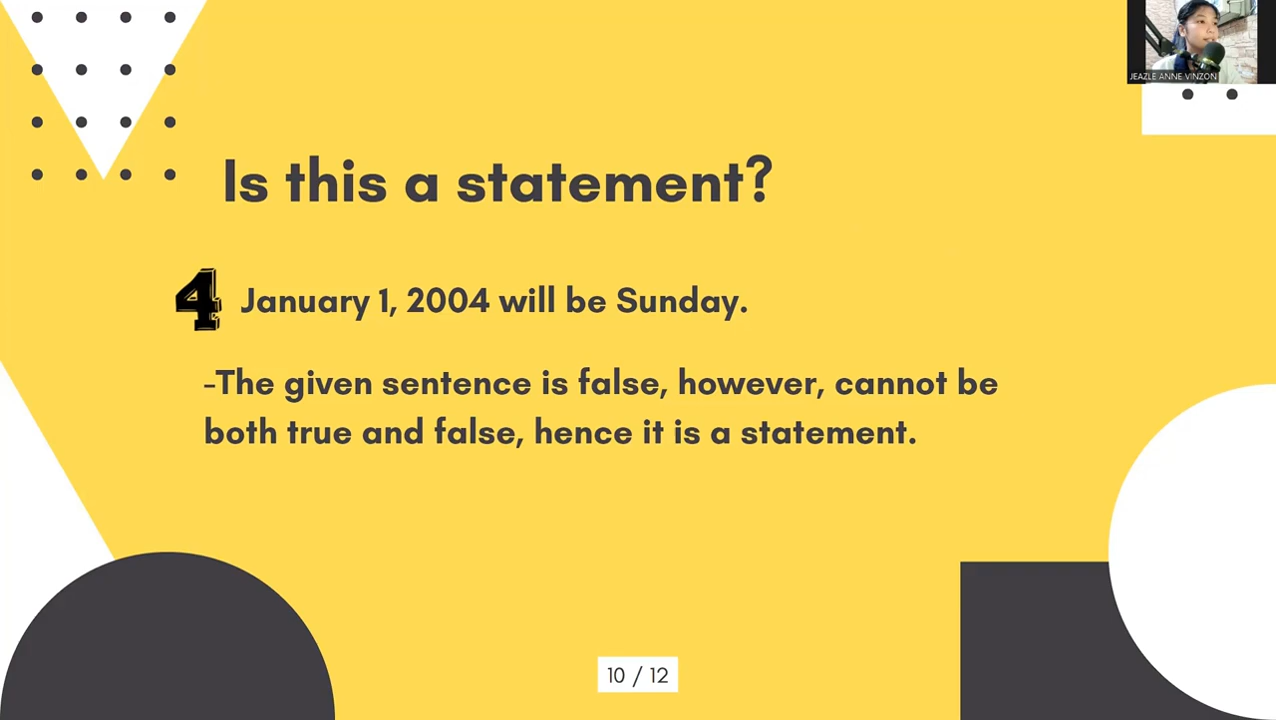 JEAZLE ANNE VINZON
Is this a statement?
4 January 1, 2004 will be Sunday.
-The given sentence is false, however, cannot be
both true and false, hence it is a statement.
10 / 12